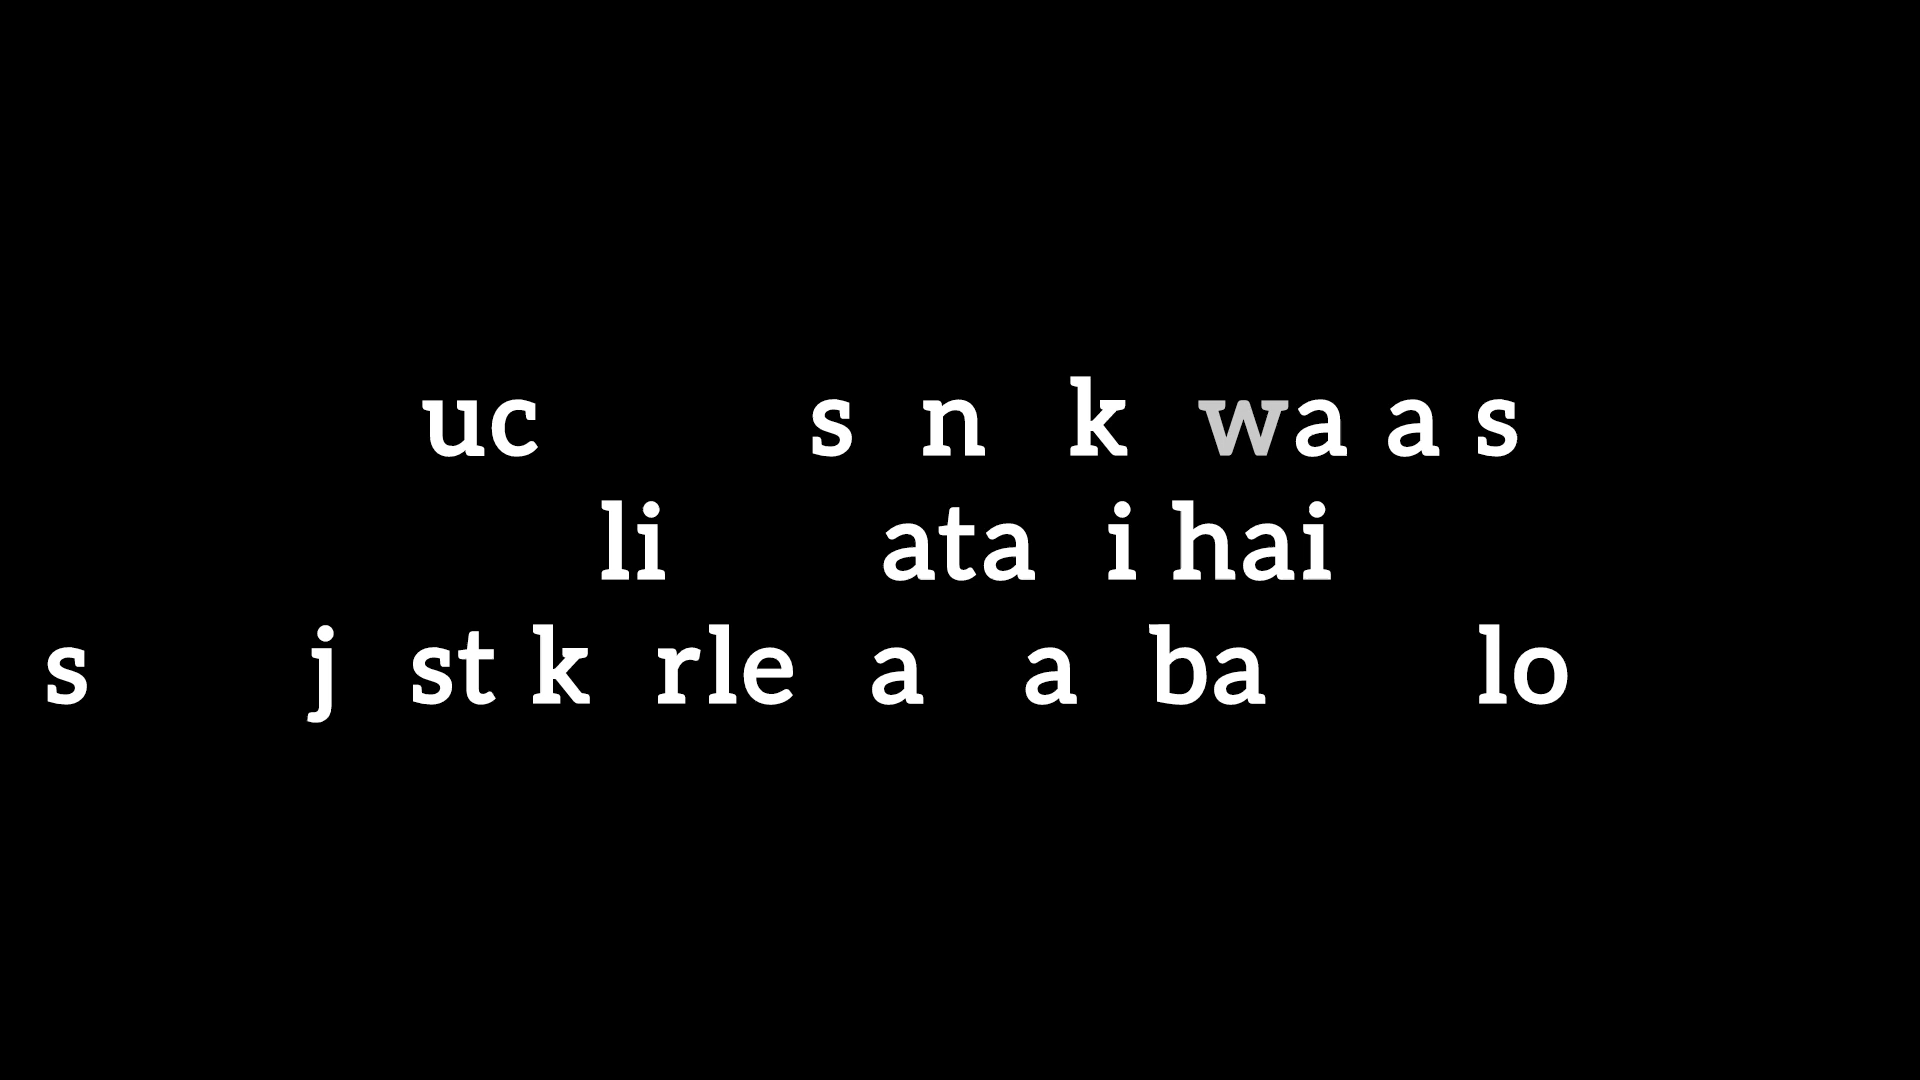 uc s n k wa a s
li ata i hai
s j st k rle a a ba lo